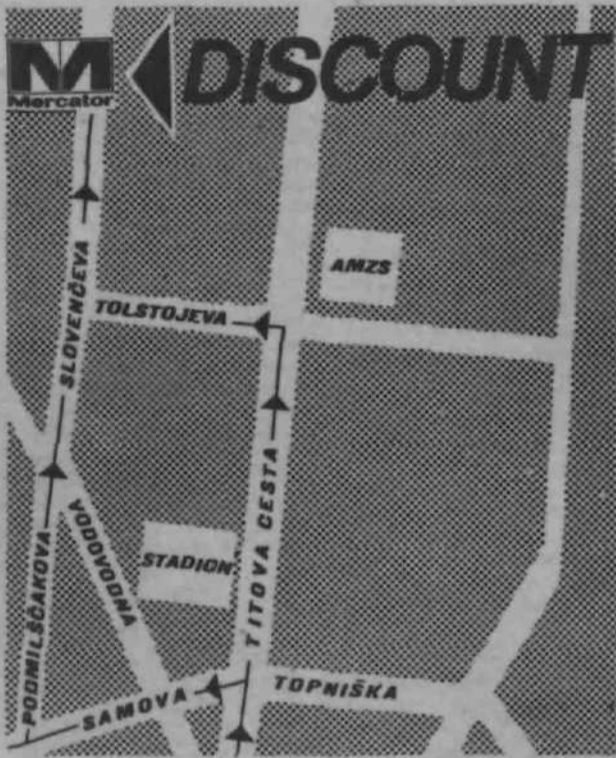 M
Mercator
DISCOUNT
AMZS
TOLSTOJEVA
SLOVENČEVA
TITOVA CESTA
STADION
VODOVODNA
PODMILŠČAKOVA
SAMOVA
TOPNIŠKA